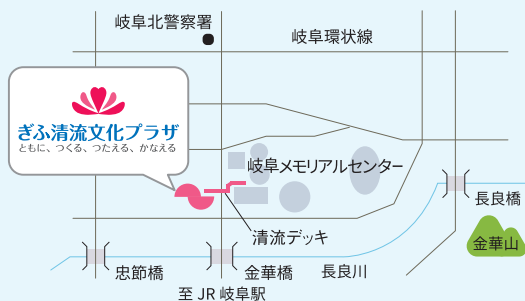 岐阜北警察署
岐阜環状線
ぎふ清流文化プラザ
ともに、つくる、つたえる、かなえる
岐阜メモリアルセンター
長良橋
清流デッキ
金華山
忠節橋
金華橋
長良川
至 JR 岐阜駅